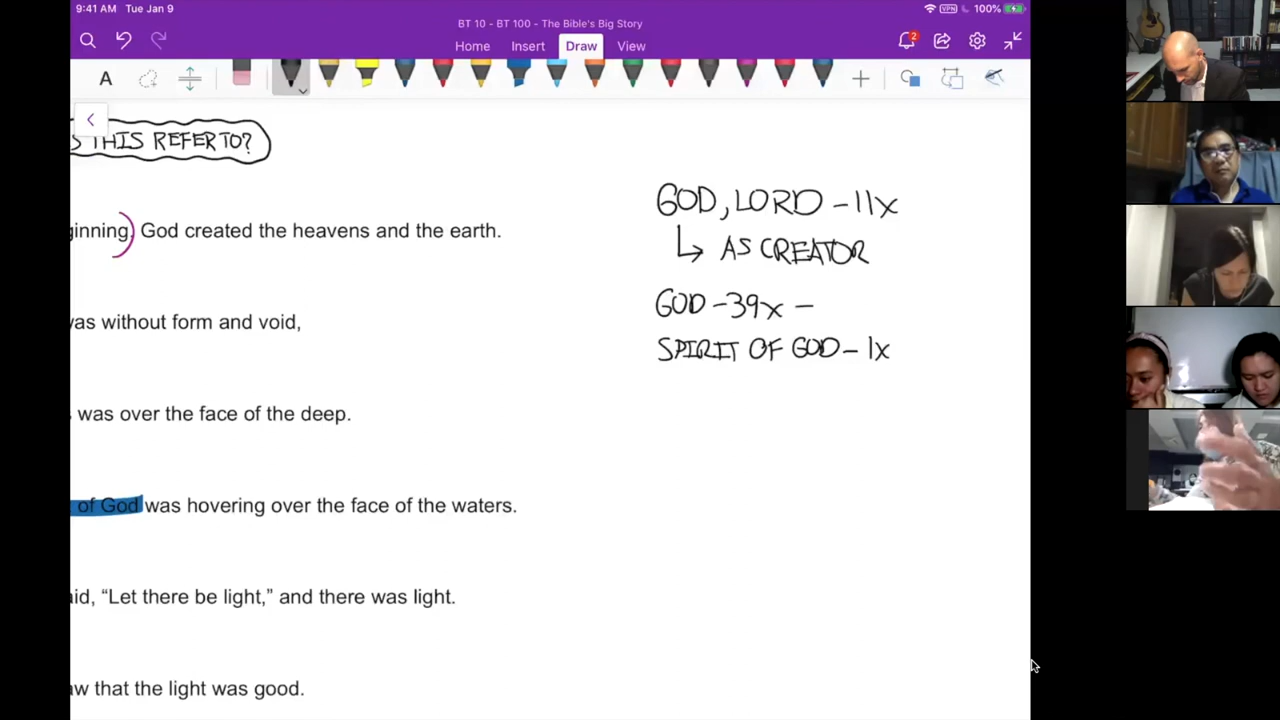 9:41 AM Tue Jan 9
VPN 100%
BT 10 - BT 100 - The Bible's Big Story
2
Home Insert Draw View
A
S THIS REFER TO?
GOD, LORD - 11x
ginning, God created the heavens and the earth.
↳ AS CREATOR
GOD - 39x -
was without form and void,
SPIRIT OF GOD - 1x
was over the face of the deep.
of God was hovering over the face of the waters.
aid, “Let there be light,” and there was light.
aw that the light was good.